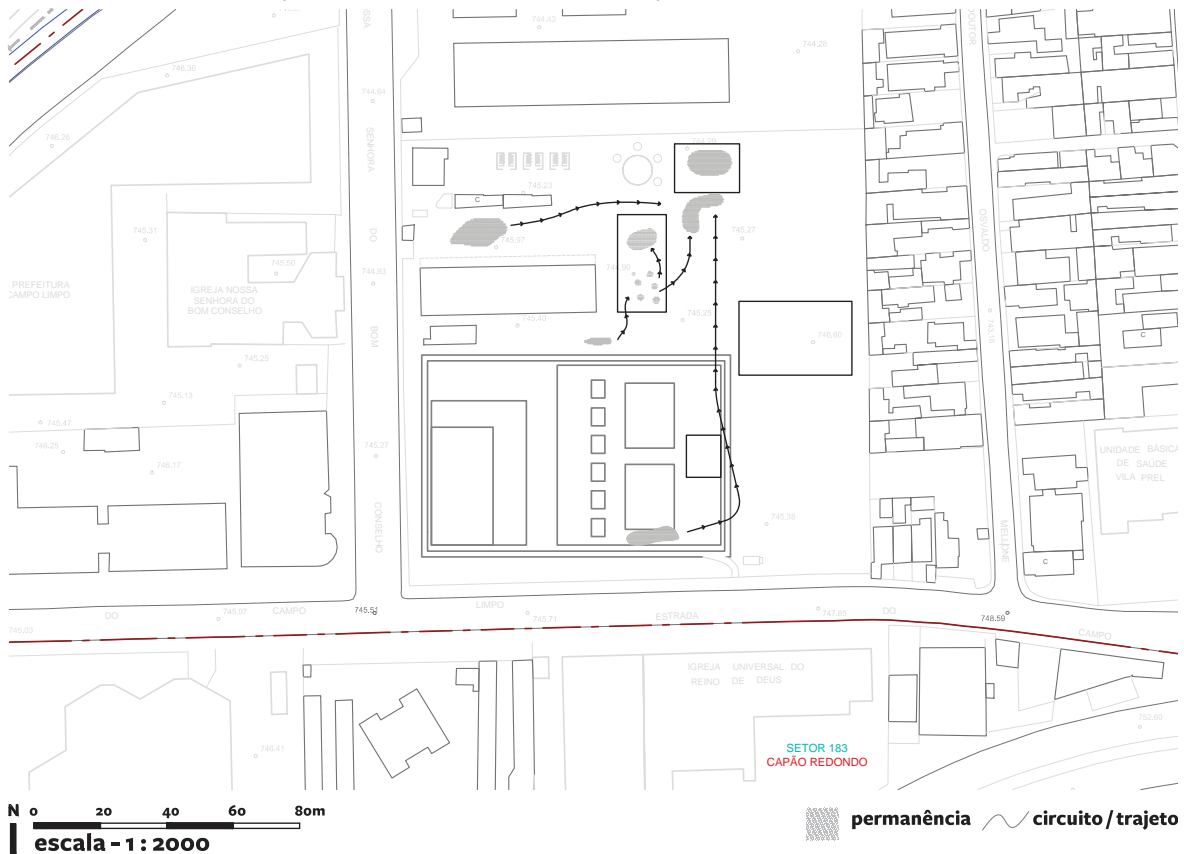 744,43
744,28
DOUTOR
746,36
744,64
746,26
SENHORA
744,28
745,23
C
OSVALDO
DO
745,31
745,97
745,27
PREFEITURA
CAMPO LIMPO
745,50
744,83
IGREJA NOSSA
SENHORA DO
BOM CONSELHO
745,40
745,25
BOM
743,18
C
745,25
745,13
745,47
746,25
745,27
746,17
UNIDADE BÁSICA
DE SAÚDE
VILA PREL
CONSELHO
745,38
MELLONE
C
DO
745,97
CAMPO
745.51
LIMPO
745,71
ESTRADA
747,85
DO
748.59
CAMPO
745,03
IGREJA UNIVERSAL DO
REINO DE DEUS
752,60
746,41
SETOR 183
CAPÃO REDONDO
N 0 20 40 60 80m
escala - 1 : 2000
permanência
circuito / trajeto